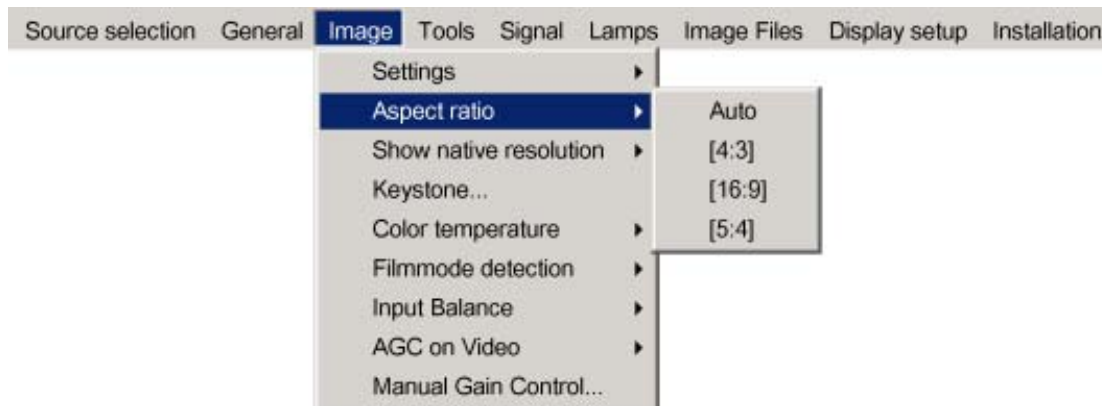 Source selection General Image Tools Signal Lamps Image Files Display setup Installation
Settings
Aspect ratio
Auto
Show native resolution
[4:3]
Keystone...
[16:9]
Color temperature
[5:4]
Filmmode detection
Input Balance
AGC on Video
Manual Gain Control...